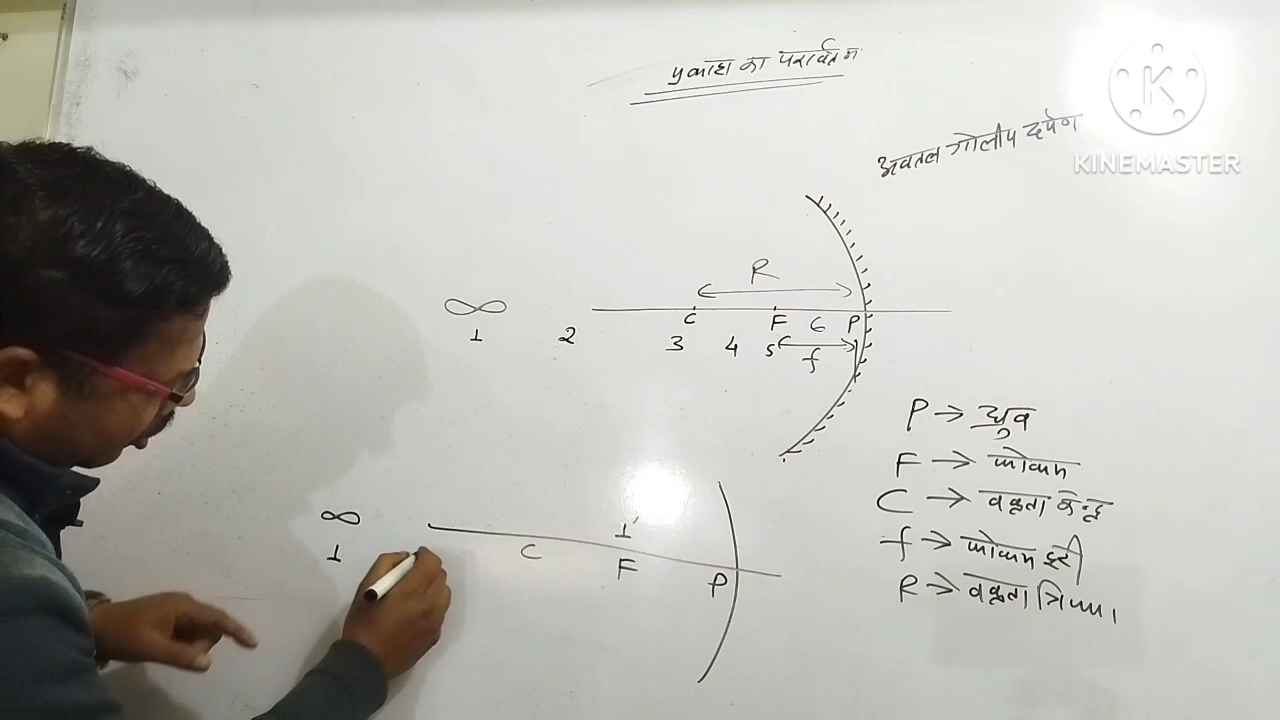 प्रकाश का परावर्तन
K
KINEMASTER
अवतल गोलीय दर्पण
R
∞ C F 6 P
1 2 3 4 5 f
P → ध्रुव
F → फोकस
C → वक्रता केन्द्र
f → फोकस दूरी
R → वक्रता त्रिज्या
∞ 1'
1 C F P